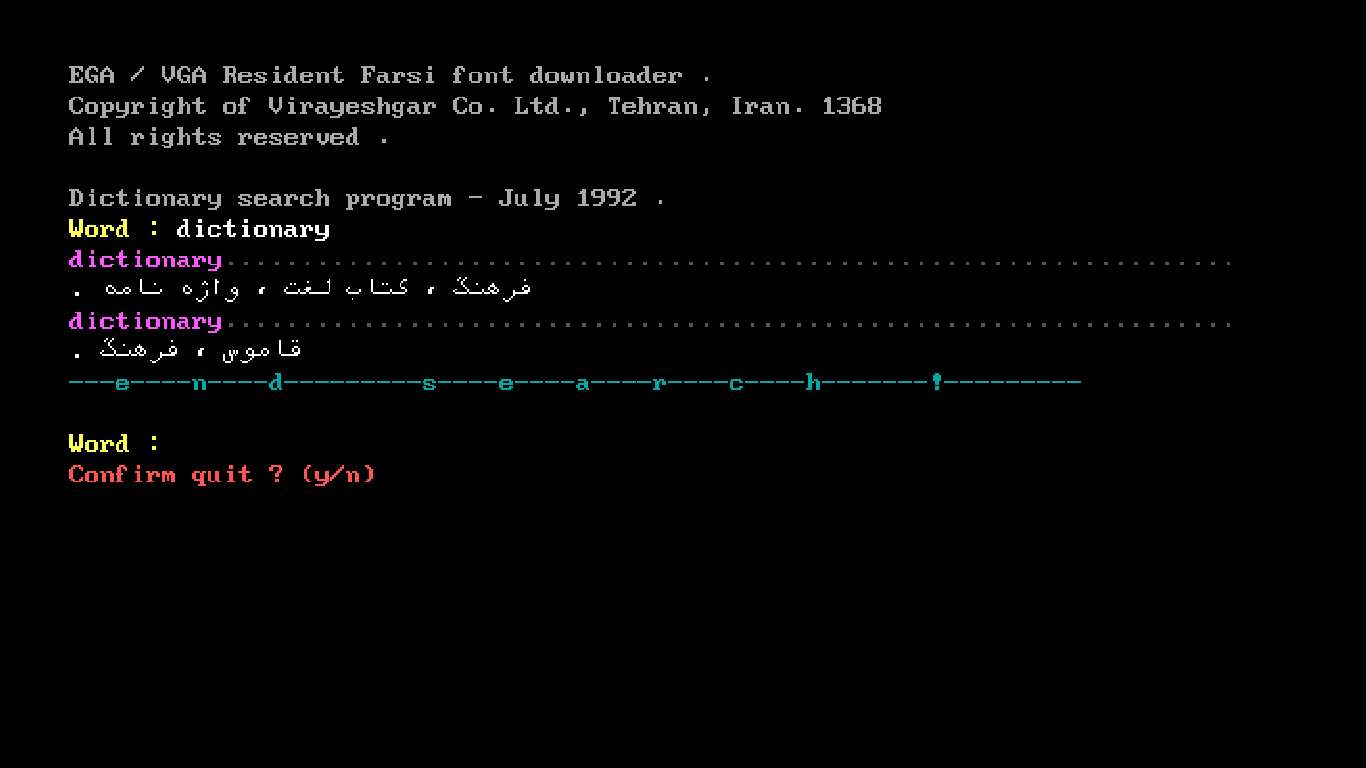 EGA / VGA Resident Farsi font downloader .
Copyright of Virayeshgar Co. Ltd., Tehran, Iran. 1368
All rights reserved .
Dictionary search program - July 1992 .
Word : dictionary
dictionary..................................................................
فرهنگ ، کتاب لغت ، واژه نامه .
dictionary..................................................................
قاموس ، فرهنگ .
---e----n----d---------s----e----a----r----c----h-------!---------
Word :
Confirm quit ? (y/n)